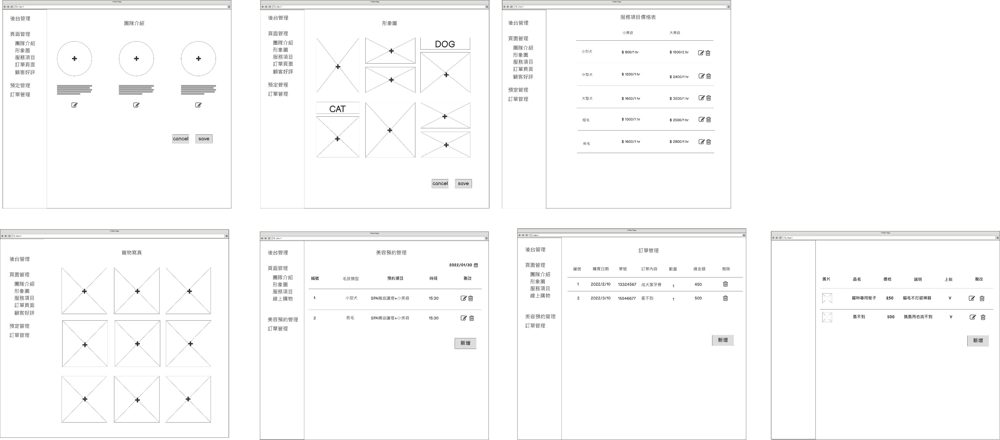 A Web Page
https://
後台管理
頁面管理
團隊介紹
形象圖
服務項目
訂單頁面
顧客好評
預定管理
訂單管理
團隊介紹
cancel save
A Web Page
https://
後台管理
頁面管理
團隊介紹
形象圖
服務項目
訂單頁面
顧客好評
預定管理
訂單管理
形象圖
DOG
CAT
cancel save
A Web Page
https://
後台管理
頁面管理
團隊介紹
形象圖
服務項目
訂單頁面
顧客好評
預定管理
訂單管理
服務項目價格表
小美容 大美容
小型犬 $ 800/1 hr $ 1500/2 hr
中型犬 $ 1200/1 hr $ 2400/1 hr
大型犬 $ 1600/1 hr $ 3200/1 hr
短毛 $ 1300/1 hr $ 2500/1 hr
長毛 $ 1600/1 hr $ 2800/1 hr
A Web Page
https://
後台管理
頁面管理
團隊介紹
形象圖
服務項目
訂單頁面
顧客好評
預定管理
訂單管理
寵物寫真
A Web Page
https://
後台管理
頁面管理
團隊介紹
形象圖
服務項目
線上購物
美容預約管理
訂單管理
美容預約管理
2022/01/30
編號 毛孩類型 預約項目 時段 刪改
1 小型犬 SPA精油護理+小美容 15:30
2 長毛 SPA精油護理+小美容 15:30
新增
A Web Page
https://
後台管理
頁面管理
團隊介紹
形象圖
服務項目
線上購物
美容預約管理
訂單管理
訂單管理
編號 購買日期 單號 訂單內容 數量 總金額 刪除
1 2022/2/10 13324567 成犬潔牙骨 1 450
2 2022/3/10 15546677 蚤不到 1 500
新增
A Web Page
https://
圖片 品名 價格 說明 上架 刪改
貓咪專用梳子 250 貓毛不打結神器 V
蚤不到 500 跳蚤再也找不到 V
新增